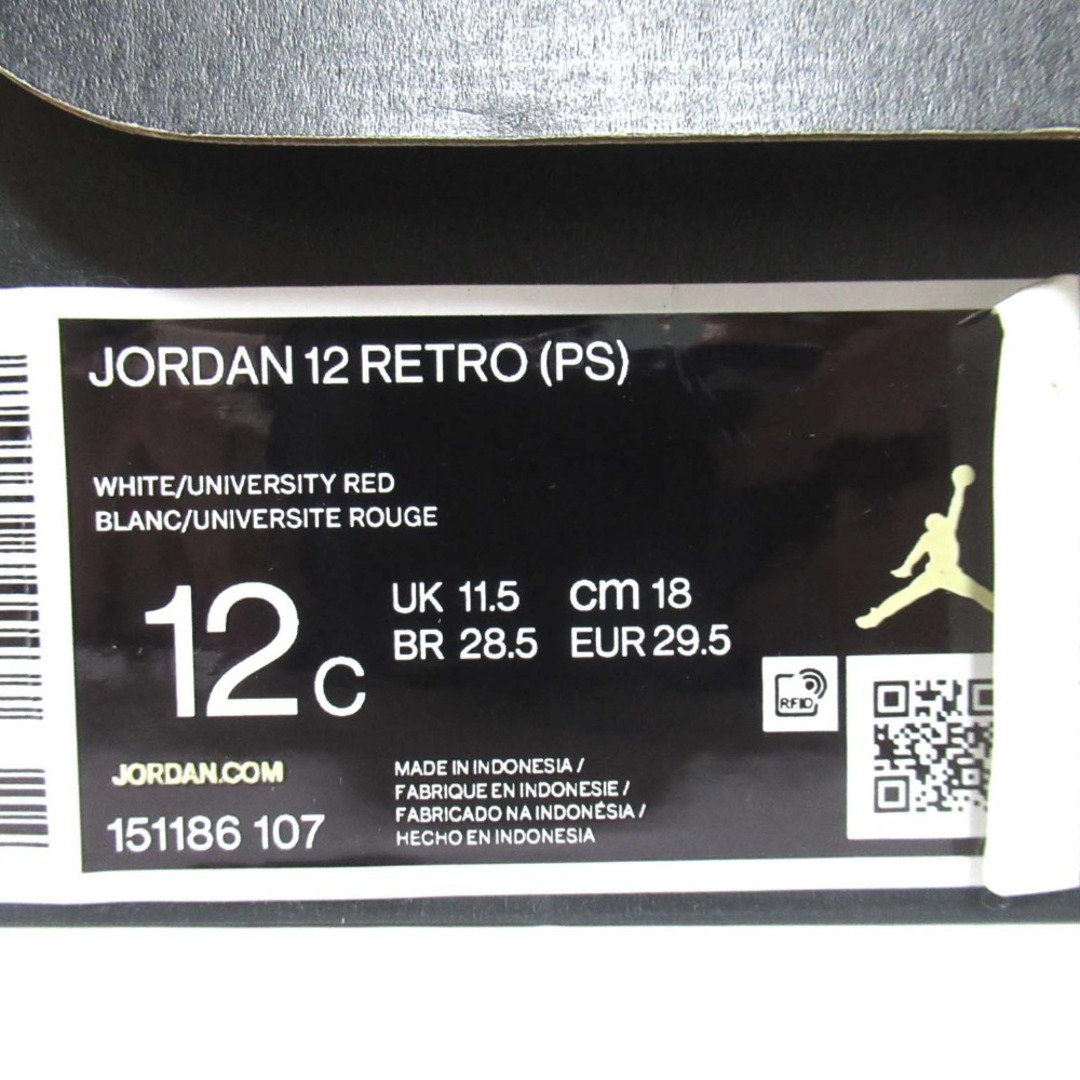 JORDAN 12 RETRO (PS)
WHITE/UNIVERSITY RED
BLANC/UNIVERSITE ROUGE
12 C
UK 11.5 cm 18
BR 28.5 EUR 29.5
RFID
JORDAN.COM
151186 107
MADE IN INDONESIA /
FABRIQUE EN INDONESIE /
FABRICADO NA INDONÉSIA /
HECHO EN INDONESIA